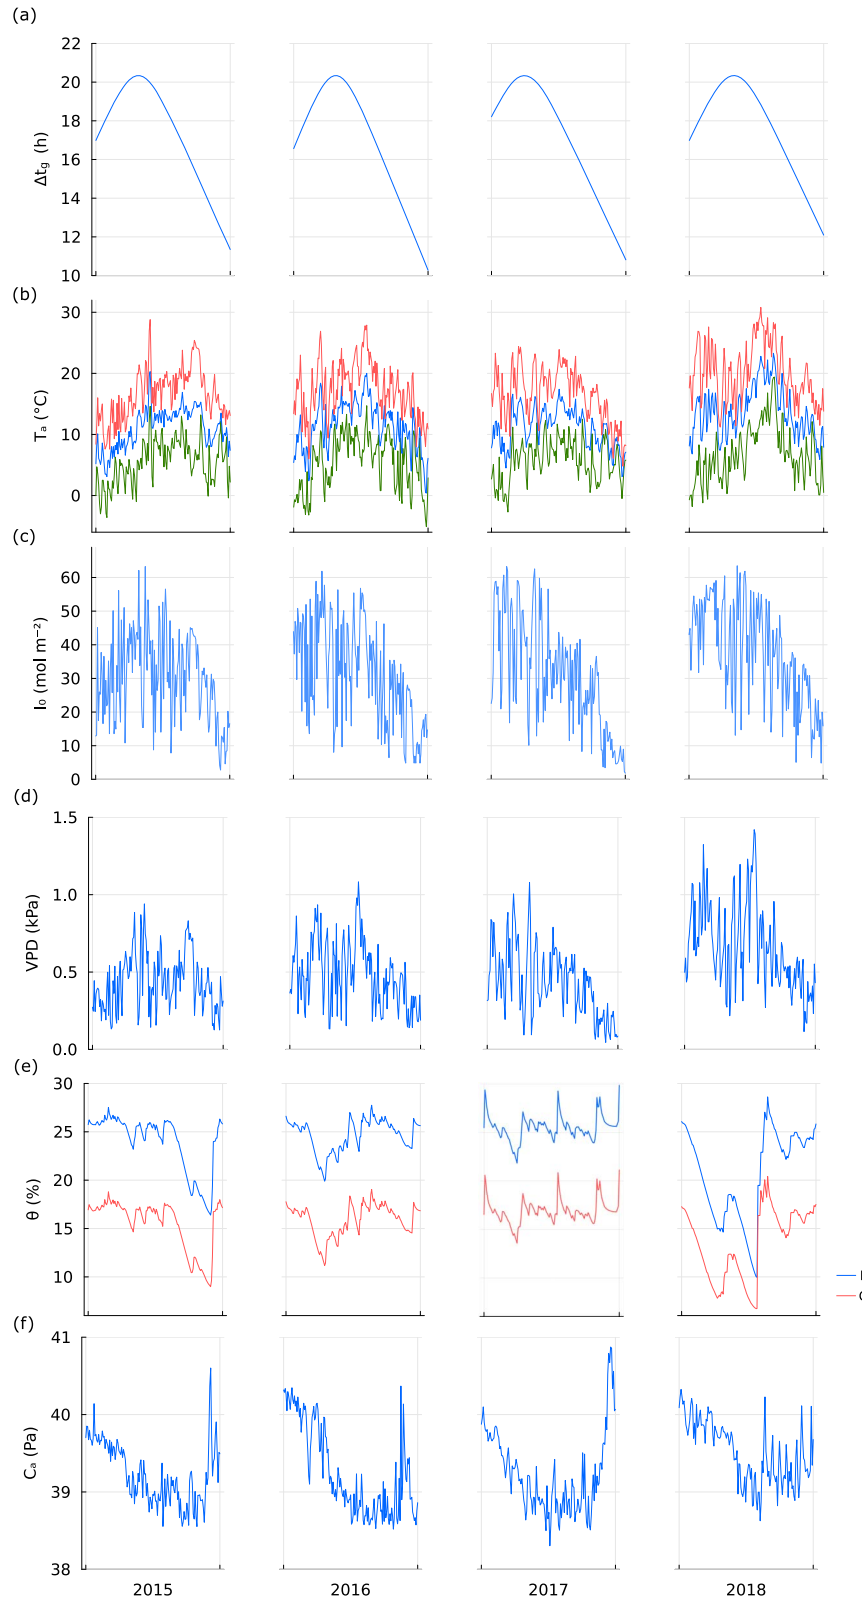 (a)
22
20
18
16
14
12
10
Δt₉ (h)
(b)
30
20
10
0
Tₐ (°C)
(c)
60
50
40
30
20
10
0
I₀ (mol m⁻²)
(d)
1.5
1.0
0.5
0.0
VPD (kPa)
(e)
30
25
20
15
10
θ (%)
(f)
41
40
39
38
Cₐ (Pa)
2015
2016
2017
2018